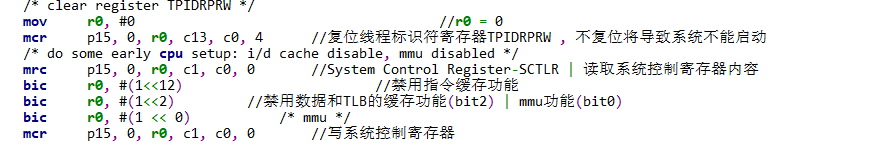 /* clear register TPIDRPRW */
mov r0, #0 //r0 = 0
mcr p15, 0, r0, c13, c0, 4 //复位线程标识符寄存器TPIDRPRW , 不复位将导致系统不能启动
/* do some early cpu setup: i/d cache disable, mmu disabled */
mrc p15, 0, r0, c1, c0, 0 //System Control Register-SCTLR | 读取系统控制寄存器内容
bic r0, #(1<<12) //禁用指令缓存功能
bic r0, #(1<<2) //禁用数据和TLB的缓存功能(bit2) | mmu功能(bit0)
bic r0, #(1 << 0) /* mmu */
mcr p15, 0, r0, c1, c0, 0 //写系统控制寄存器